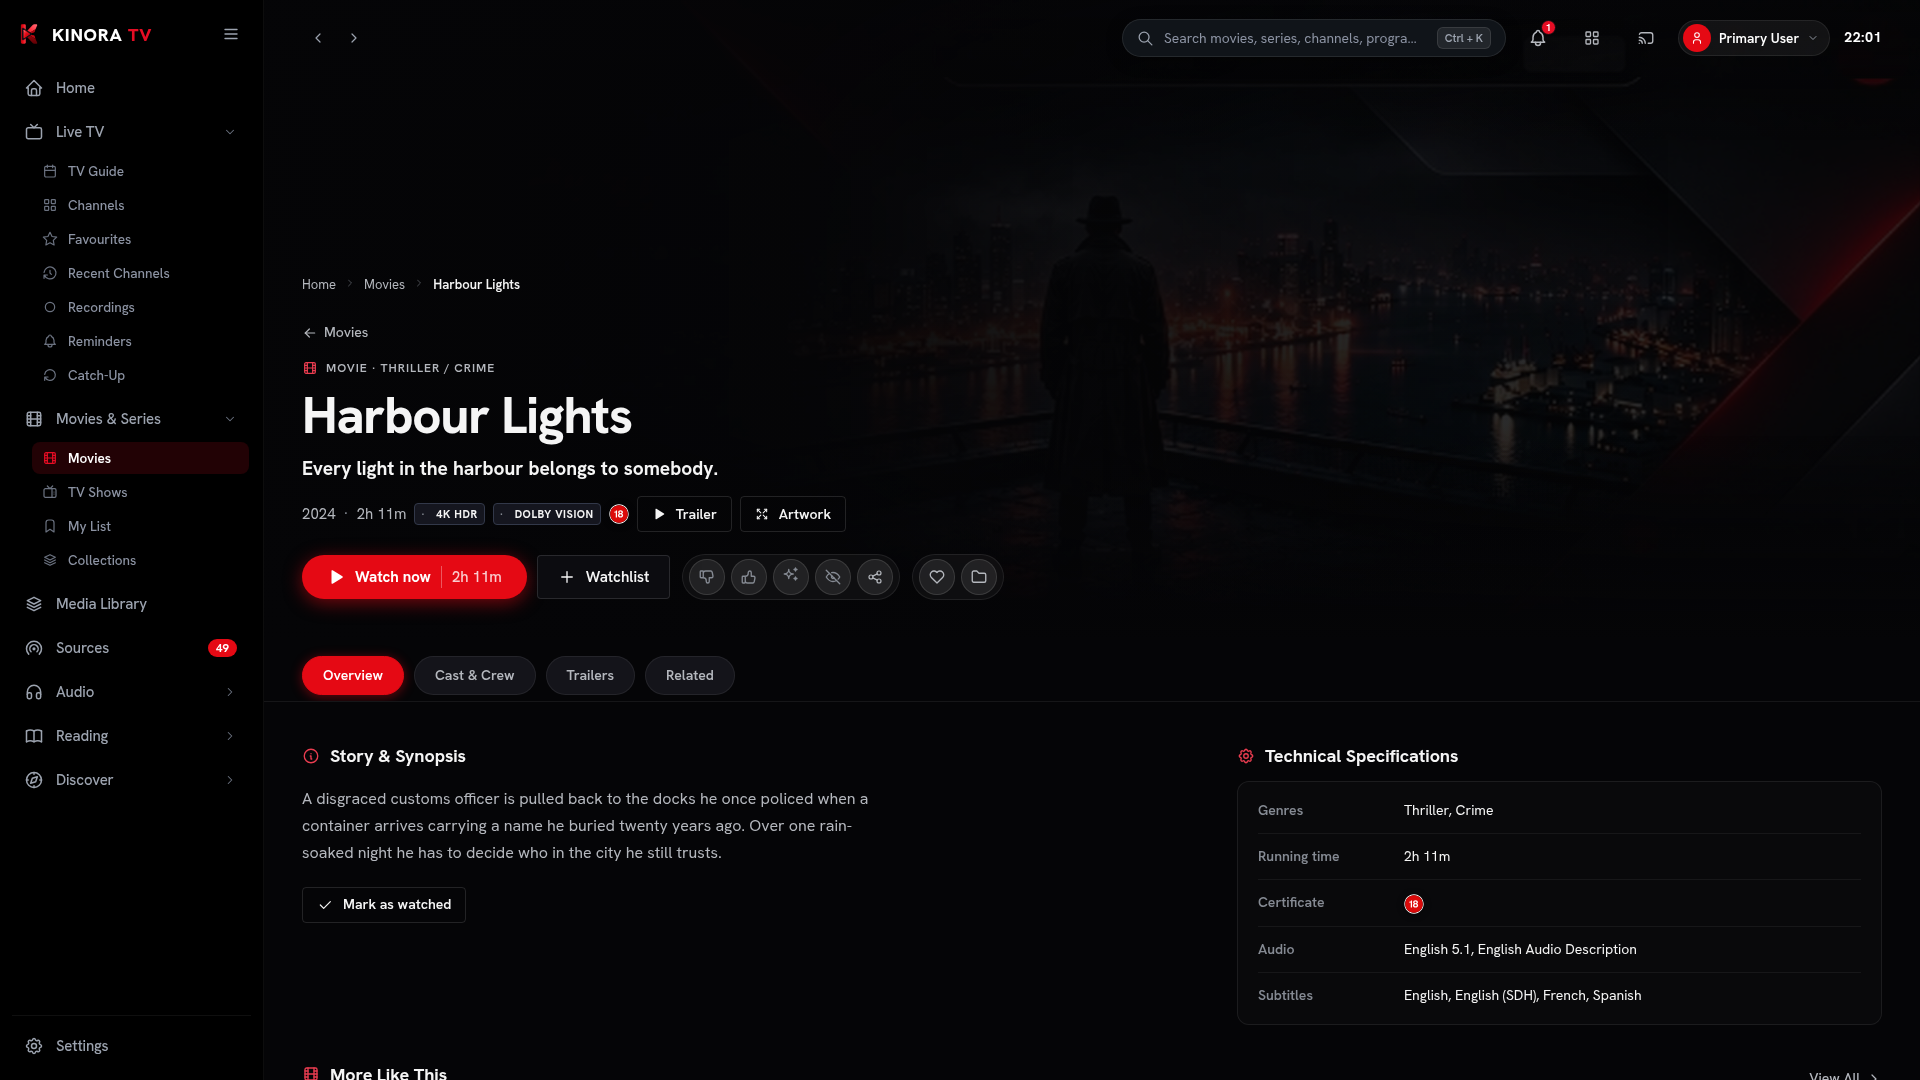 KINORA TV
Search movies, series, channels, progra...
Ctrl + K
1
Primary User
22:01
Home
Live TV
TV Guide
Channels
Favourites
Recent Channels
Recordings
Reminders
Catch-Up
Movies & Series
Movies
TV Shows
My List
Collections
Media Library
Sources 49
Audio
Reading
Discover
Settings
Home > Movies > Harbour Lights
Movies
MOVIE · THRILLER / CRIME
Harbour Lights
Every light in the harbour belongs to somebody.
2024 · 2h 11m · 4K HDR · DOLBY VISION 18 Trailer Artwork
Watch now 2h 11m Watchlist
Overview Cast & Crew Trailers Related
Story & Synopsis
A disgraced customs officer is pulled back to the docks he once policed when a
container arrives carrying a name he buried twenty years ago. Over one rain-
soaked night he has to decide who in the city he still trusts.
Mark as watched
Technical Specifications
Genres Thriller, Crime
Running time 2h 11m
Certificate 18
Audio English 5.1, English Audio Description
Subtitles English, English (SDH), French, Spanish
More Like This
View All